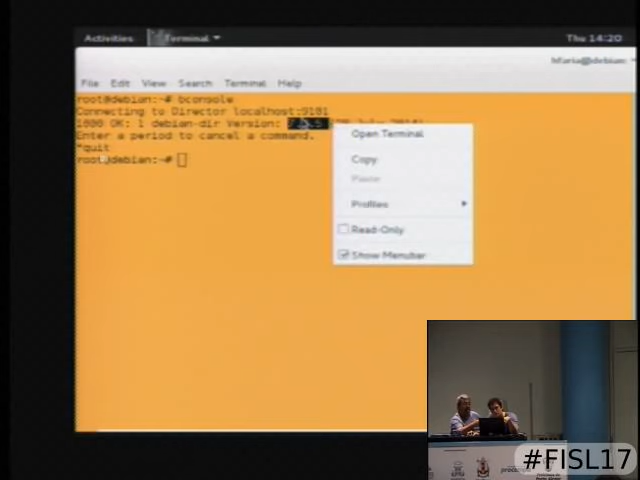 Activities Terminal Thu 14:20
hfaria@debian:
File Edit View Search Terminal Help
root@debian:~# bconsole
Connecting to Director localhost:9101
1000 OK: 1 debian-dir Version:
Enter a period to cancel a command.
*quit
root@debian:~#
Open Terminal
Copy
Paste
Profiles
Read-Only
Show Menubar
#FISL17